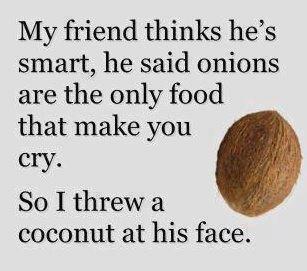 My friend thinks he's
smart, he said onions
are the only food
that make you
cry.
So I threw a
coconut at his face.